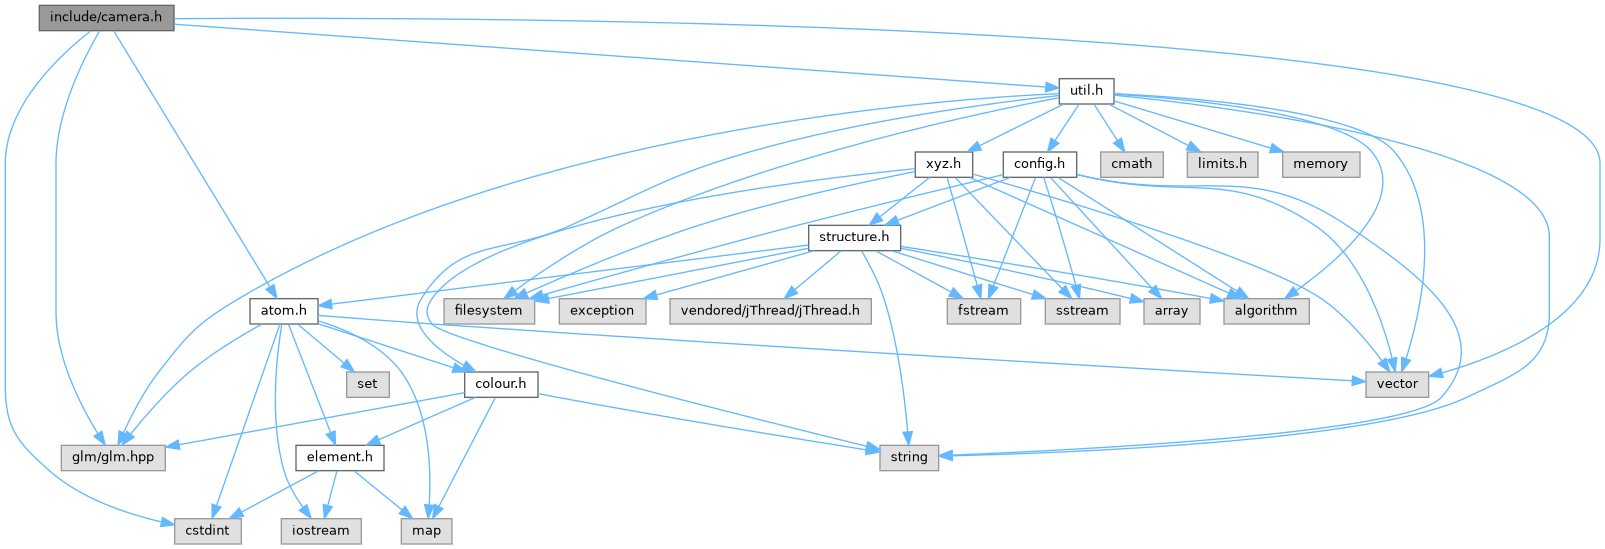 include/camera.h
util.h
xyz.h
config.h
cmath
limits.h
memory
structure.h
atom.h
filesystem
exception
vendored/jThread/jThread.h
fstream
sstream
array
algorithm
set
colour.h
vector
glm/glm.hpp
element.h
string
cstdint
iostream
map